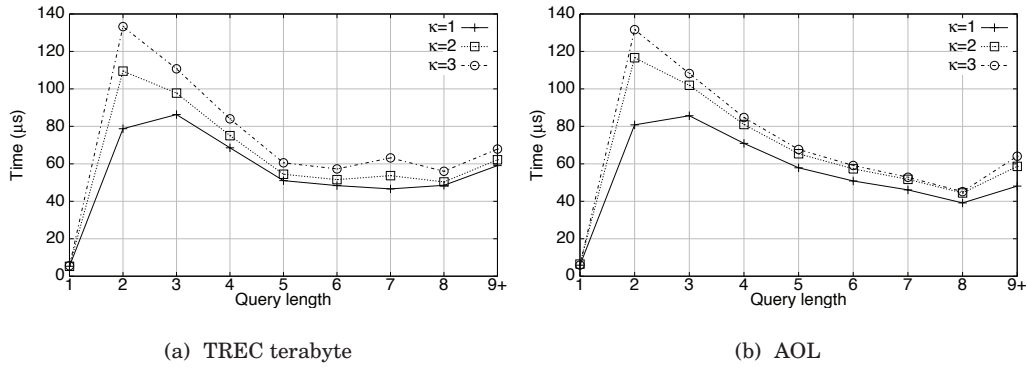 140
120
100
80
60
40
20
0
Time (μs)
1 2 3 4 5 6 7 8 9+
Query length
κ=1
κ=2
κ=3
(a) TREC terabyte
140
120
100
80
60
40
20
0
Time (μs)
1 2 3 4 5 6 7 8 9+
Query length
κ=1
κ=2
κ=3
(b) AOL